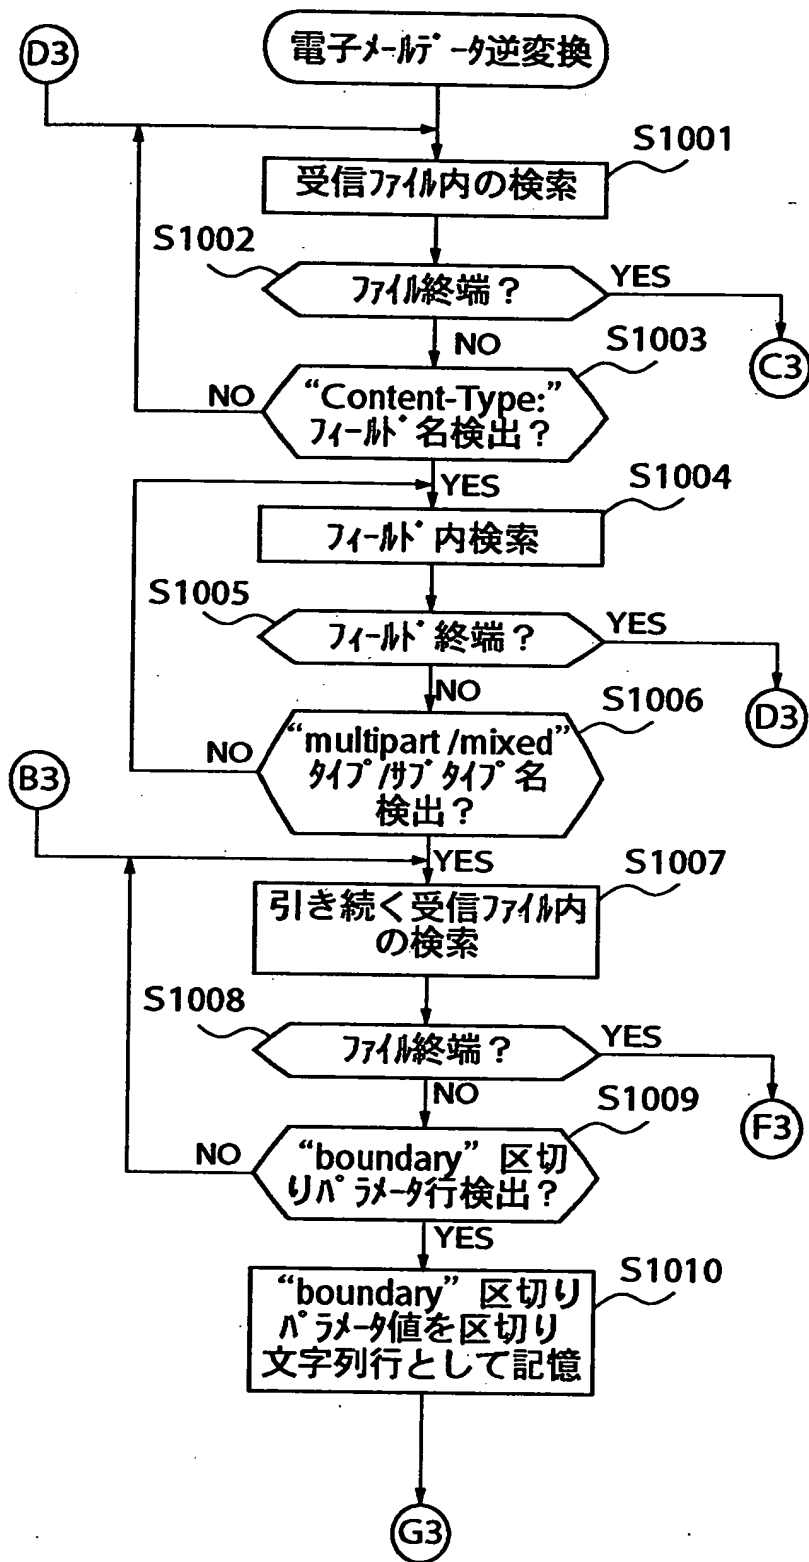 D3
電子ﾒｰﾙﾃﾞｰﾀ逆変換
S1001
受信ﾌｧｲﾙ内の検索
S1002
ﾌｧｲﾙ終端？
YES
NO
C3
S1003
“Content-Type:”
ﾌｨｰﾙﾄﾞ名検出？
NO
YES
S1004
ﾌｨｰﾙﾄﾞ内検索
S1005
ﾌｨｰﾙﾄﾞ終端？
YES
NO
D3
S1006
“multipart/mixed”
ﾀｲﾌﾟ/ｻﾌﾞﾀｲﾌﾟ名
検出？
NO
B3
YES
S1007
引き続く受信ﾌｧｲﾙ内
の検索
S1008
ﾌｧｲﾙ終端？
YES
NO
F3
S1009
“boundary” 区切
りﾊﾟﾗﾒｰﾀ行検出？
NO
YES
S1010
“boundary” 区切り
ﾊﾟﾗﾒｰﾀ値を区切り
文字列行として記憶
G3